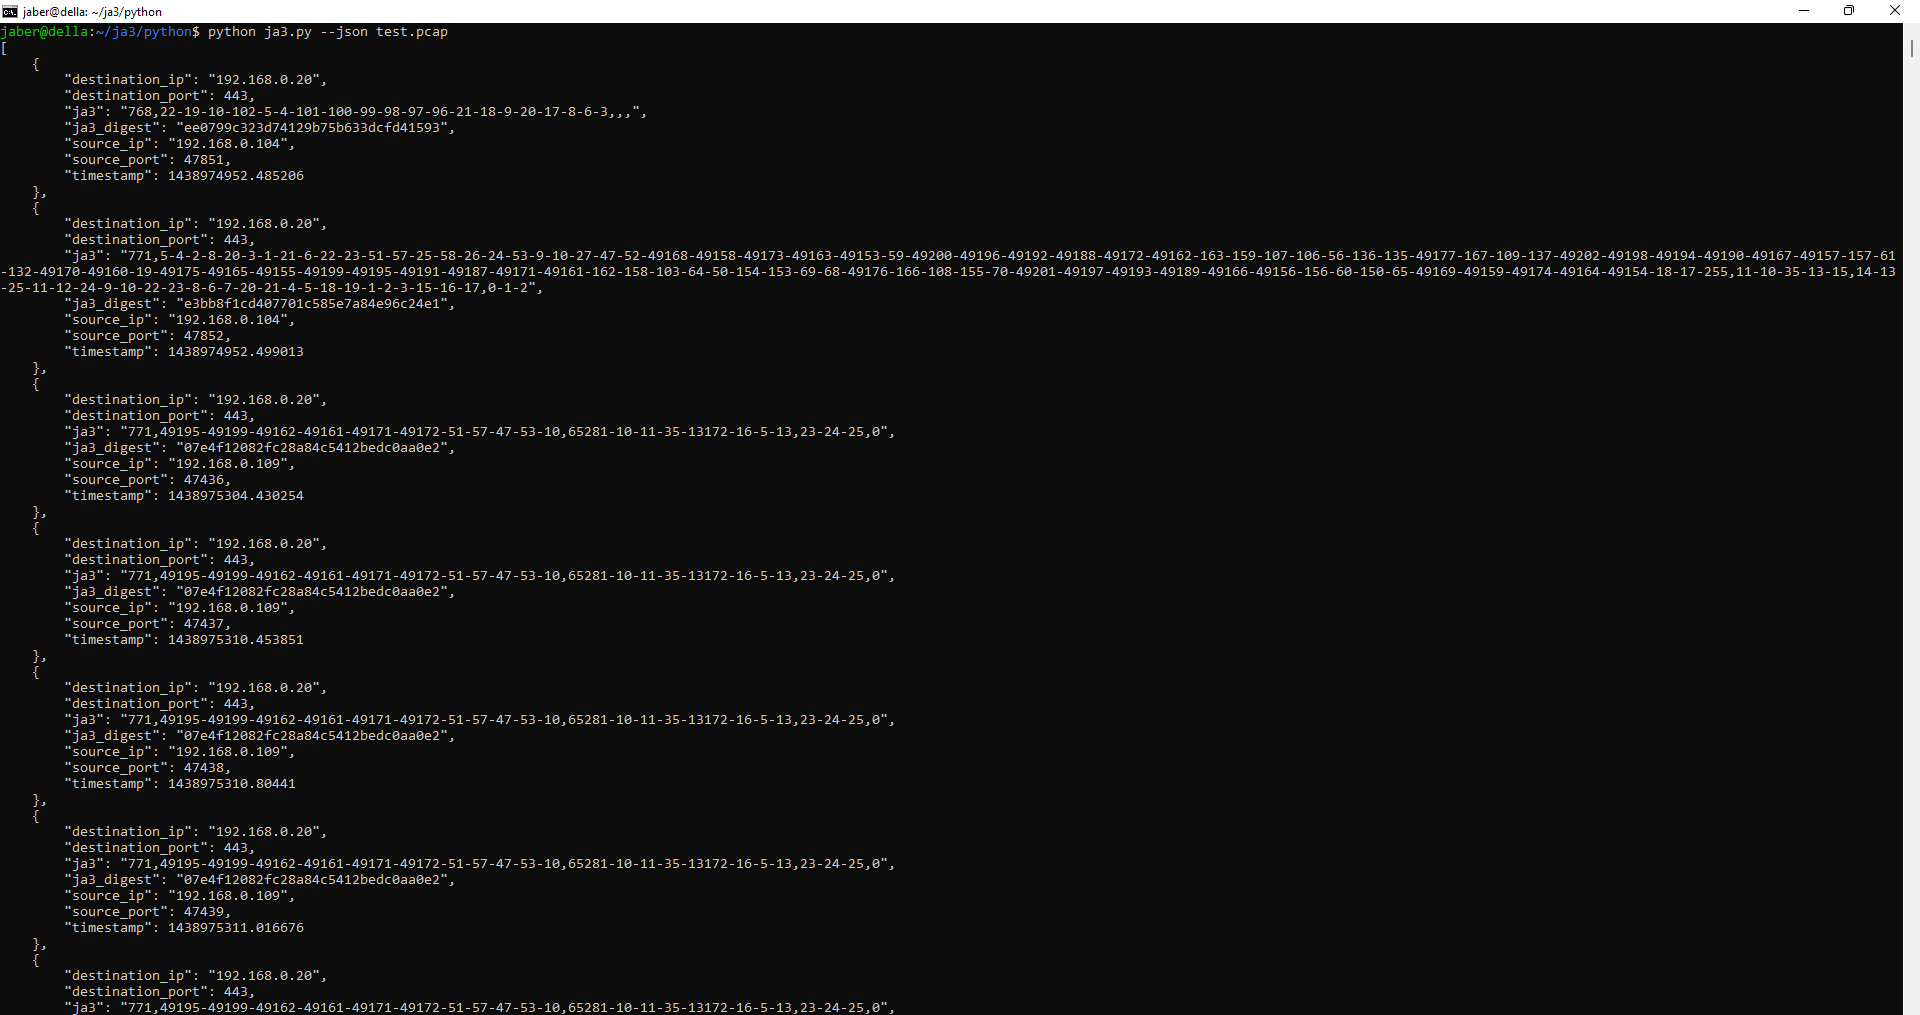 jaber@della: ~/ja3/python
jaber@della:~/ja3/python$ python ja3.py --json test.pcap
[
    {
        "destination_ip": "192.168.0.20",
        "destination_port": 443,
        "ja3": "768,22-19-10-102-5-4-101-100-99-98-97-96-21-18-9-20-17-8-6-3,,,",
        "ja3_digest": "ee0799c323d74129b75b633dcfd41593",
        "source_ip": "192.168.0.104",
        "source_port": 47851,
        "timestamp": 1438974952.485206
    },
    {
        "destination_ip": "192.168.0.20",
        "destination_port": 443,
        "ja3": "771,5-4-2-8-20-3-1-21-6-22-23-51-57-25-58-26-24-53-9-10-27-47-52-49168-49158-49173-49163-49153-59-49200-49196-49192-49188-49172-49162-163-159-107-106-56-136-135-49177-167-109-137-49202-49198-49194-49190-49167-49157-157-61
-132-49170-49160-19-49175-49165-49155-49199-49195-49191-49187-49171-49161-162-158-103-64-50-154-153-69-68-49176-166-108-155-70-49201-49197-49193-49189-49166-49156-156-60-150-65-49169-49159-49174-49164-49154-18-17-255,11-10-35-13-15,14-13
-25-11-12-24-9-10-22-23-8-6-7-20-21-4-5-18-19-1-2-3-15-16-17,0-1-2",
        "ja3_digest": "e3bb8f1cd407701c585e7a84e96c24e1",
        "source_ip": "192.168.0.104",
        "source_port": 47852,
        "timestamp": 1438974952.499013
    },
    {
        "destination_ip": "192.168.0.20",
        "destination_port": 443,
        "ja3": "771,49195-49199-49162-49161-49171-49172-51-57-47-53-10,65281-10-11-35-13172-16-5-13,23-24-25,0",
        "ja3_digest": "07e4f12082fc28a84c5412bedc0aa0e2",
        "source_ip": "192.168.0.109",
        "source_port": 47436,
        "timestamp": 1438975304.430254
    },
    {
        "destination_ip": "192.168.0.20",
        "destination_port": 443,
        "ja3": "771,49195-49199-49162-49161-49171-49172-51-57-47-53-10,65281-10-11-35-13172-16-5-13,23-24-25,0",
        "ja3_digest": "07e4f12082fc28a84c5412bedc0aa0e2",
        "source_ip": "192.168.0.109",
        "source_port": 47437,
        "timestamp": 1438975310.453851
    },
    {
        "destination_ip": "192.168.0.20",
        "destination_port": 443,
        "ja3": "771,49195-49199-49162-49161-49171-49172-51-57-47-53-10,65281-10-11-35-13172-16-5-13,23-24-25,0",
        "ja3_digest": "07e4f12082fc28a84c5412bedc0aa0e2",
        "source_ip": "192.168.0.109",
        "source_port": 47438,
        "timestamp": 1438975310.80441
    },
    {
        "destination_ip": "192.168.0.20",
        "destination_port": 443,
        "ja3": "771,49195-49199-49162-49161-49171-49172-51-57-47-53-10,65281-10-11-35-13172-16-5-13,23-24-25,0",
        "ja3_digest": "07e4f12082fc28a84c5412bedc0aa0e2",
        "source_ip": "192.168.0.109",
        "source_port": 47439,
        "timestamp": 1438975311.016676
    },
    {
        "destination_ip": "192.168.0.20",
        "destination_port": 443,
        "ja3": "771,49195-49199-49162-49161-49171-49172-51-57-47-53-10,65281-10-11-35-13172-16-5-13,23-24-25,0",